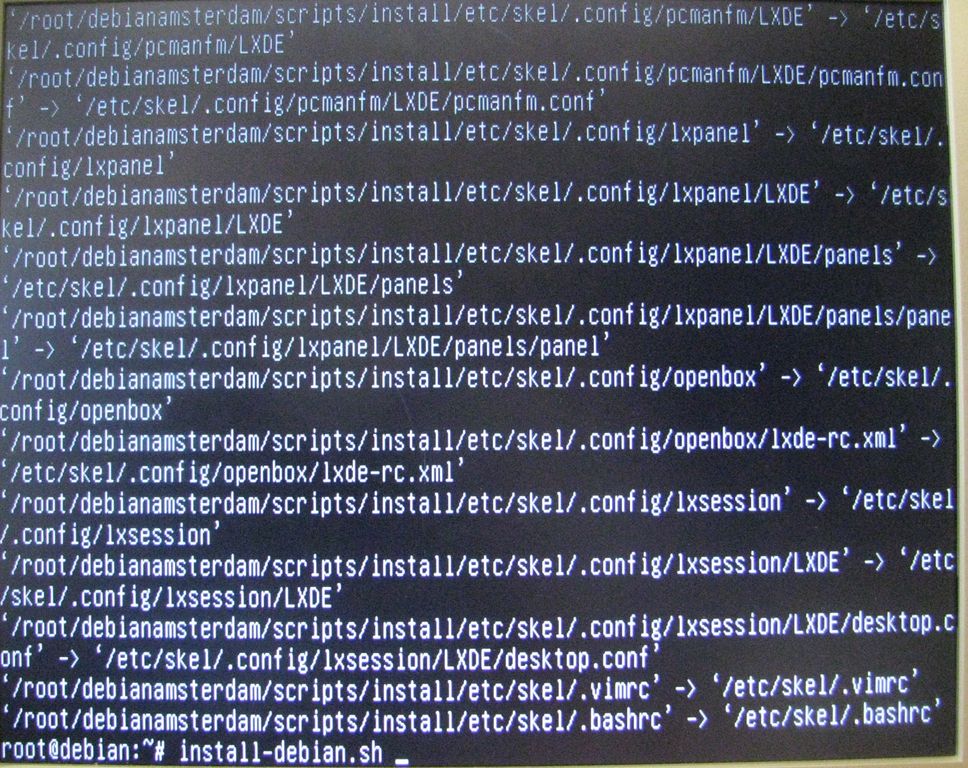 ‘/root/debianamsterdam/scripts/install/etc/skel/.config/pcmanfm/LXDE’ -> ‘/etc/s
kel/.config/pcmanfm/LXDE’
‘/root/debianamsterdam/scripts/install/etc/skel/.config/pcmanfm/LXDE/pcmanfm.con
f’ -> ‘/etc/skel/.config/pcmanfm/LXDE/pcmanfm.conf’
‘/root/debianamsterdam/scripts/install/etc/skel/.config/lxpanel’ -> ‘/etc/skel/.
config/lxpanel’
‘/root/debianamsterdam/scripts/install/etc/skel/.config/lxpanel/LXDE’ -> ‘/etc/s
kel/.config/lxpanel/LXDE’
‘/root/debianamsterdam/scripts/install/etc/skel/.config/lxpanel/LXDE/panels’ ->
‘/etc/skel/.config/lxpanel/LXDE/panels’
‘/root/debianamsterdam/scripts/install/etc/skel/.config/lxpanel/LXDE/panels/pane
l’ -> ‘/etc/skel/.config/lxpanel/LXDE/panels/panel’
‘/root/debianamsterdam/scripts/install/etc/skel/.config/openbox’ -> ‘/etc/skel/.
config/openbox’
‘/root/debianamsterdam/scripts/install/etc/skel/.config/openbox/lxde-rc.xml’ ->
‘/etc/skel/.config/openbox/lxde-rc.xml’
‘/root/debianamsterdam/scripts/install/etc/skel/.config/lxsession’ -> ‘/etc/skel
/.config/lxsession’
‘/root/debianamsterdam/scripts/install/etc/skel/.config/lxsession/LXDE’ -> ‘/etc
/skel/.config/lxsession/LXDE’
‘/root/debianamsterdam/scripts/install/etc/skel/.config/lxsession/LXDE/desktop.c
onf’ -> ‘/etc/skel/.config/lxsession/LXDE/desktop.conf’
‘/root/debianamsterdam/scripts/install/etc/skel/.vimrc’ -> ‘/etc/skel/.vimrc’
‘/root/debianamsterdam/scripts/install/etc/skel/.bashrc’ -> ‘/etc/skel/.bashrc’
root@debian:~# install-debian.sh _